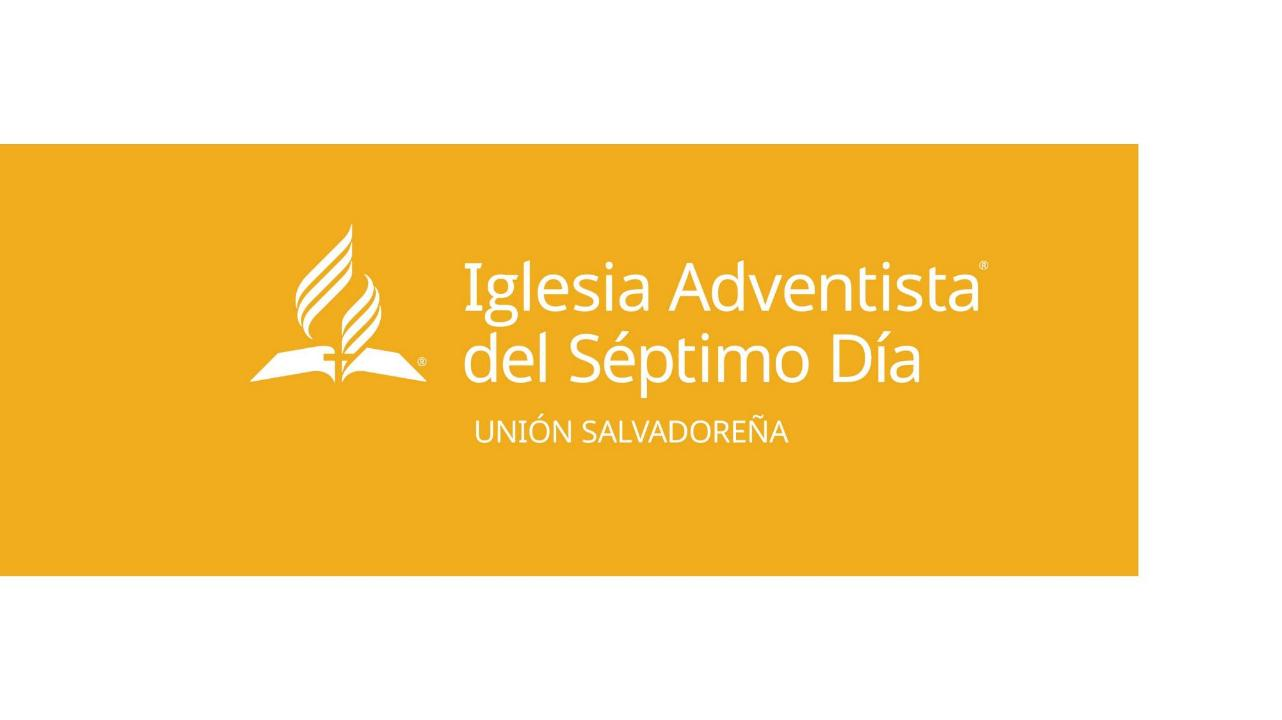 Iglesia Adventista®
del Séptimo Día
®
UNIÓN SALVADOREÑA